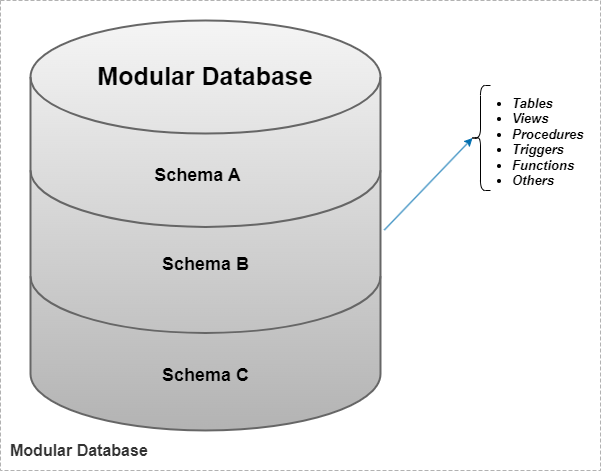 Modular Database
Schema A
Schema B
Schema C
• Tables
• Views
• Procedures
• Triggers
• Functions
• Others
Modular Database